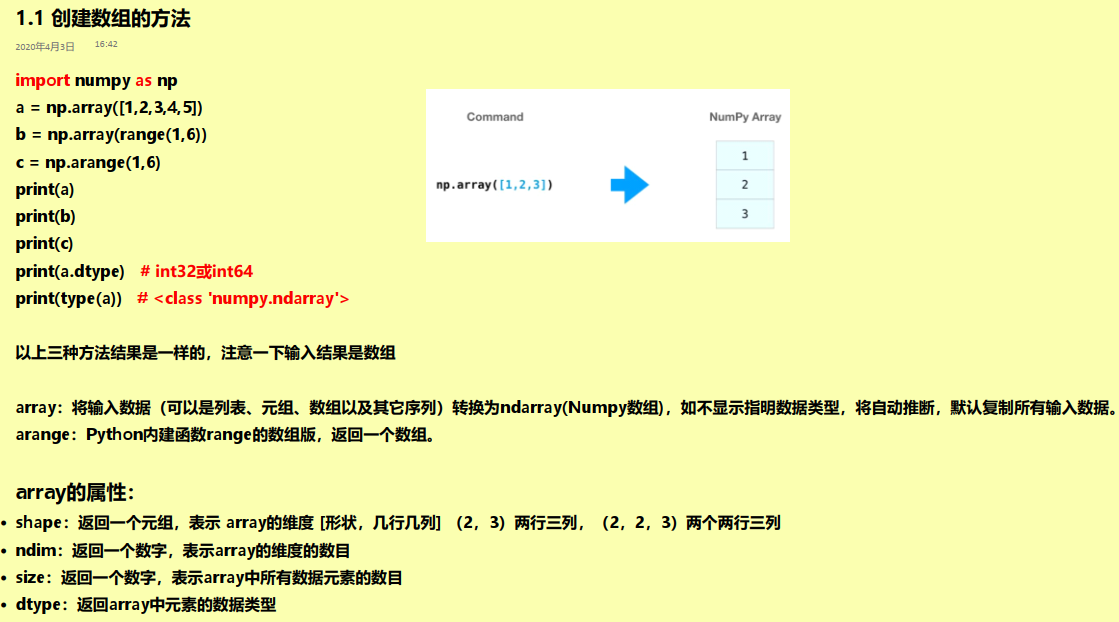 1.1 创建数组的方法
2020年4月3日 16:42
import numpy as np
a = np.array([1,2,3,4,5])
b = np.array(range(1,6))
c = np.arange(1,6)
print(a)
print(b)
print(c)
print(a.dtype) # int32或int64
print(type(a)) # <class 'numpy.ndarray'>
Command NumPy Array
np.array([1,2,3])
1
2
3
以上三种方法结果是一样的，注意一下输入结果是数组
array：将输入数据（可以是列表、元组、数组以及其它序列）转换为ndarray(Numpy数组)，如不显示指明数据类型，将自动推断，默认复制所有输入数据。
arange：Python内建函数range的数组版，返回一个数组。
array的属性：
• shape：返回一个元组，表示 array的维度 [形状，几行几列] （2，3）两行三列，（2，2，3）两个两行三列
• ndim：返回一个数字，表示array的维度的数目
• size：返回一个数字，表示array中所有数据元素的数目
• dtype：返回array中元素的数据类型